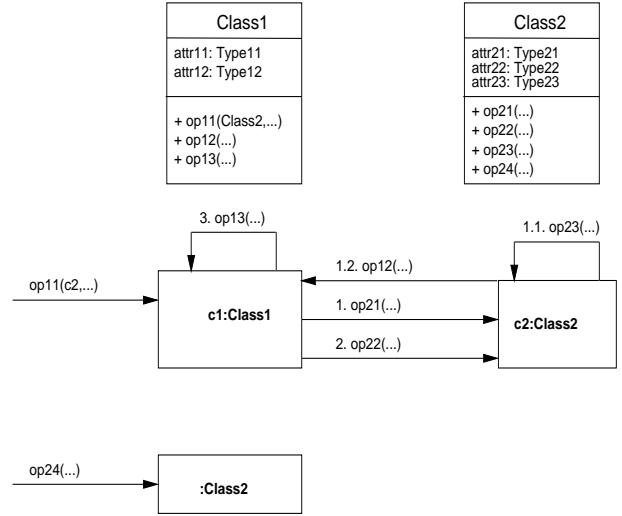 Class1
attr11: Type11
attr12: Type12
+ op11(Class2,...)
+ op12(...)
+ op13(...)
Class2
attr21: Type21
attr22: Type22
attr23: Type23
+ op21(...)
+ op22(...)
+ op23(...)
+ op24(...)
3. op13(...)
1.1. op23(...)
1.2. op12(...)
op11(c2,...)
c1:Class1
1. op21(...)
c2:Class2
2. op22(...)
op24(...)
:Class2